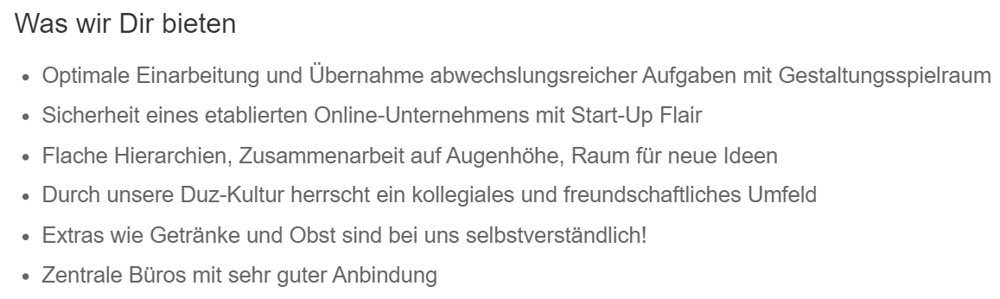 Was wir Dir bieten
• Optimale Einarbeitung und Übernahme abwechslungsreicher Aufgaben mit Gestaltungsspielraum
• Sicherheit eines etablierten Online-Unternehmens mit Start-Up Flair
• Flache Hierarchien, Zusammenarbeit auf Augenhöhe, Raum für neue Ideen
• Durch unsere Duz-Kultur herrscht ein kollegiales und freundschaftliches Umfeld
• Extras wie Getränke und Obst sind bei uns selbstverständlich!
• Zentrale Büros mit sehr guter Anbindung